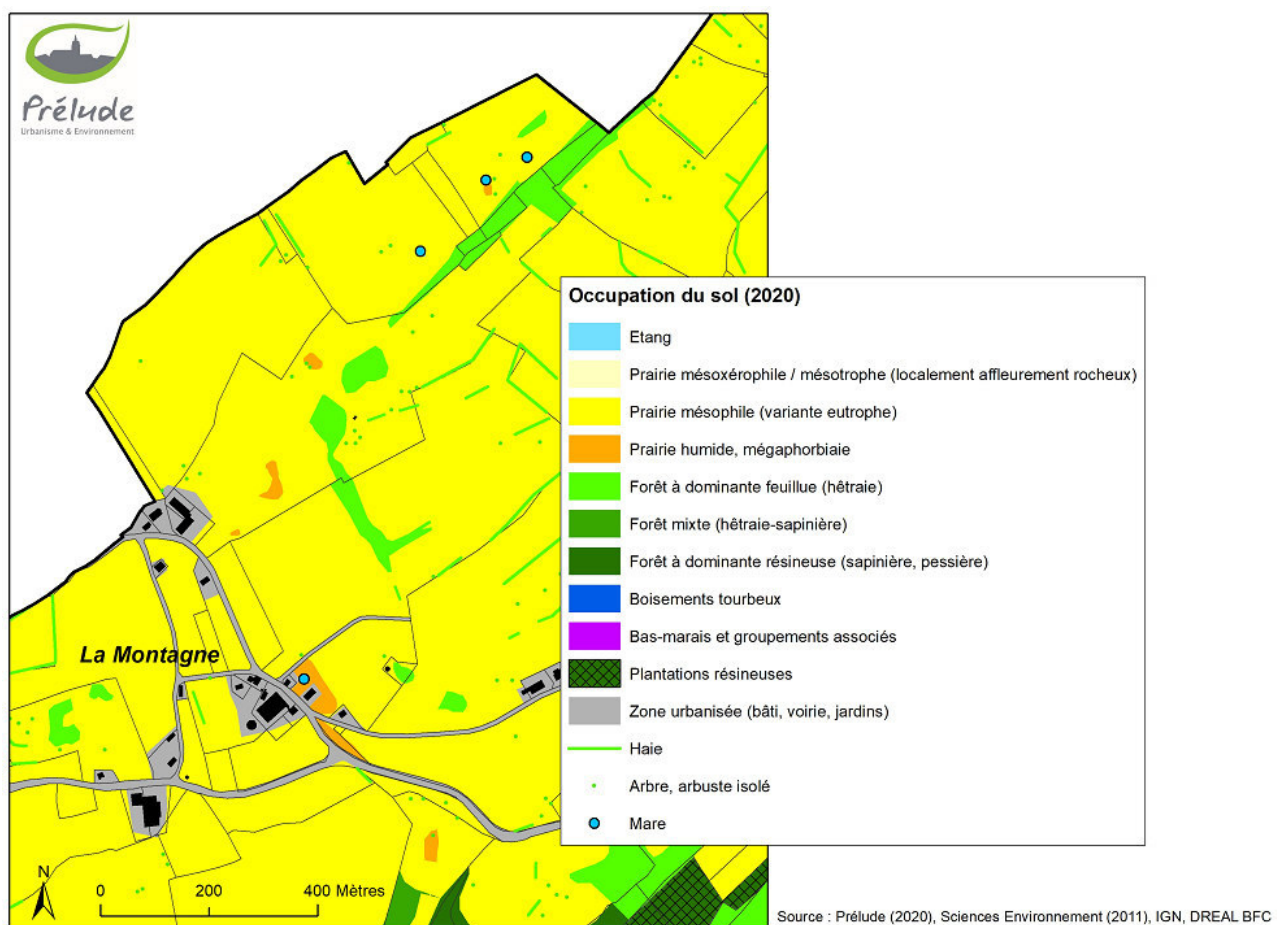 Prélude
Urbanisme & Environnement
Occupation du sol (2020)
Etang
Prairie mésoxérophile / mésotrophe (localement affleurement rocheux)
Prairie mésophile (variante eutrophe)
Prairie humide, mégaphorbiaie
Forêt à dominante feuillue (hêtraie)
Forêt mixte (hêtraie-sapinière)
Forêt à dominante résineuse (sapinière, pessière)
Boisements tourbeux
Bas-marais et groupements associés
Plantations résineuses
Zone urbanisée (bâti, voirie, jardins)
Haie
Arbre, arbuste isolé
Mare
La Montagne
N
0 200 400 Mètres
Source : Prélude (2020), Sciences Environnement (2011), IGN, DREAL BFC